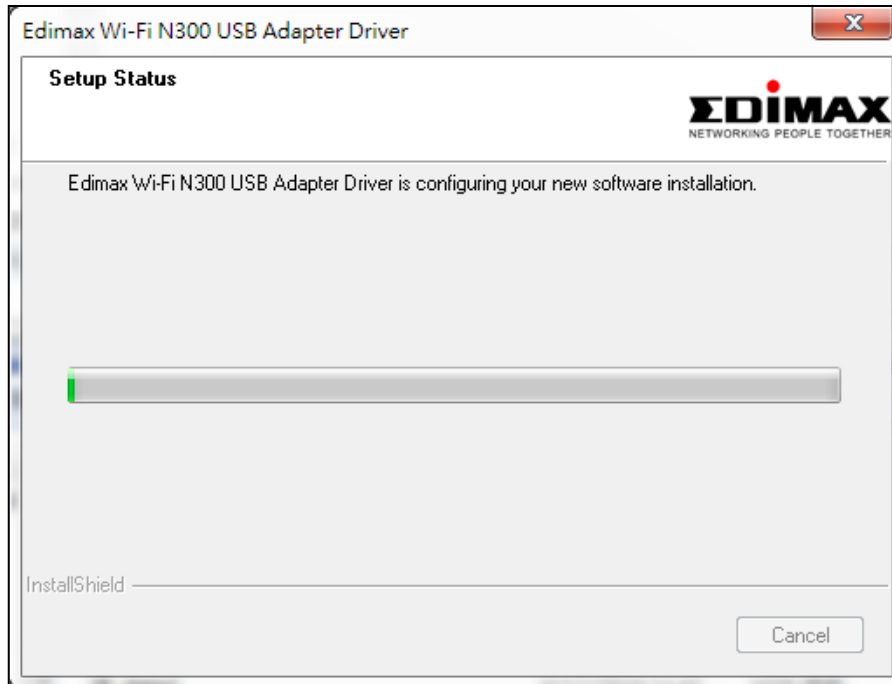 Edimax Wi-Fi N300 USB Adapter Driver
Setup Status
EDIMAX
NETWORKING PEOPLE TOGETHER
Edimax Wi-Fi N300 USB Adapter Driver is configuring your new software installation.
InstallShield
Cancel